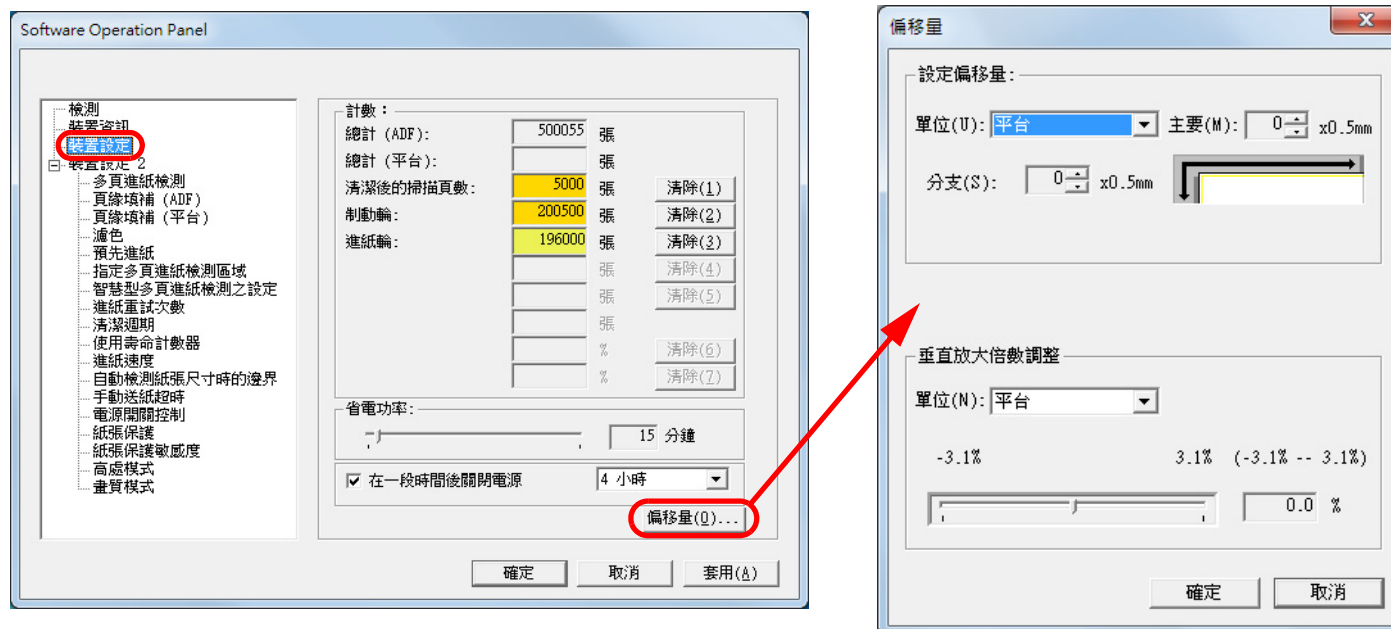 Software Operation Panel
檢測
裝置資訊
裝置設定
裝置設定 2
多頁進紙檢測
頁緣填補 (ADF)
頁緣填補 (平台)
濾色
預先進紙
指定多頁進紙檢測區域
智慧型多頁進紙檢測之設定
進紙重試次數
清潔週期
使用壽命計數器
進紙速度
自動檢測紙張尺寸時的邊界
手動送紙超時
電源開關控制
紙張保護
紙張保護敏感度
高處模式
畫質模式
計數：
總計 (ADF): 500055 張
總計 (平台): 張
清潔後的掃描頁數: 5000 張 清除(1)
制動輪: 200500 張 清除(2)
進紙輪: 196000 張 清除(3)
張 清除(4)
張 清除(5)
張
% 清除(6)
% 清除(7)
省電功率:
15 分鐘
在一段時間後關閉電源 4 小時
偏移量(O)...
確定 取消 套用(A)
偏移量
設定偏移量:
單位(U): 平台 主要(M): 0 x0.5mm
分支(S): 0 x0.5mm
垂直放大倍數調整
單位(N): 平台
-3.1% 3.1% (-3.1% -- 3.1%)
0.0 %
確定 取消